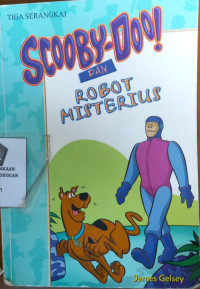 TIGA SERANGKAI
SCOOBY-DOO!
DAN
ROBOT
MISTERIUS
James Gelsey